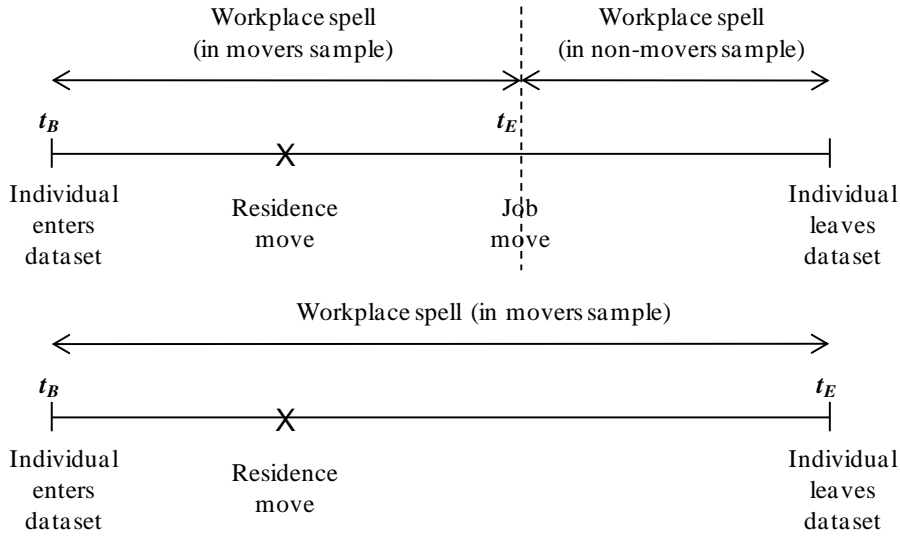 Workplace spell
(in movers sample)
Workplace spell
(in non-movers sample)
t_B
t_E
Individual
enters
dataset
Residence
move
Job
move
Individual
leaves
dataset
Workplace spell (in movers sample)
t_B
t_E
Individual
enters
dataset
Residence
move
Individual
leaves
dataset